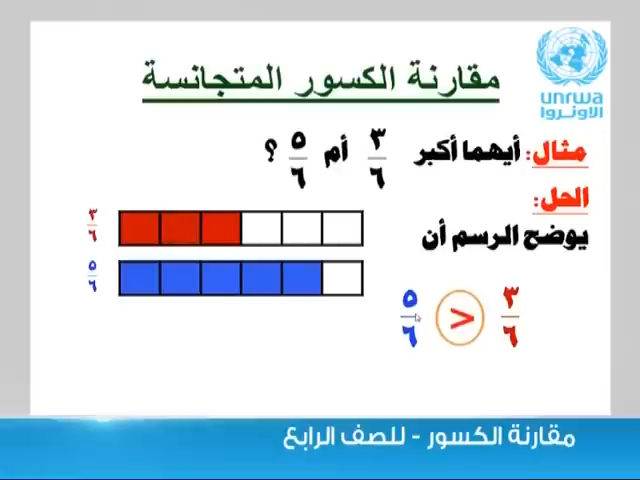 مقارنة الكسور المتجانسة
unrwa
الأونروا
مثال: أيهما أكبر ٣/٦ أم ٥/٦ ؟
الحل:
يوضح الرسم أن
٣/٦
٥/٦
٣/٦ > ٥/٦
مقارنة الكسور - للصف الرابع